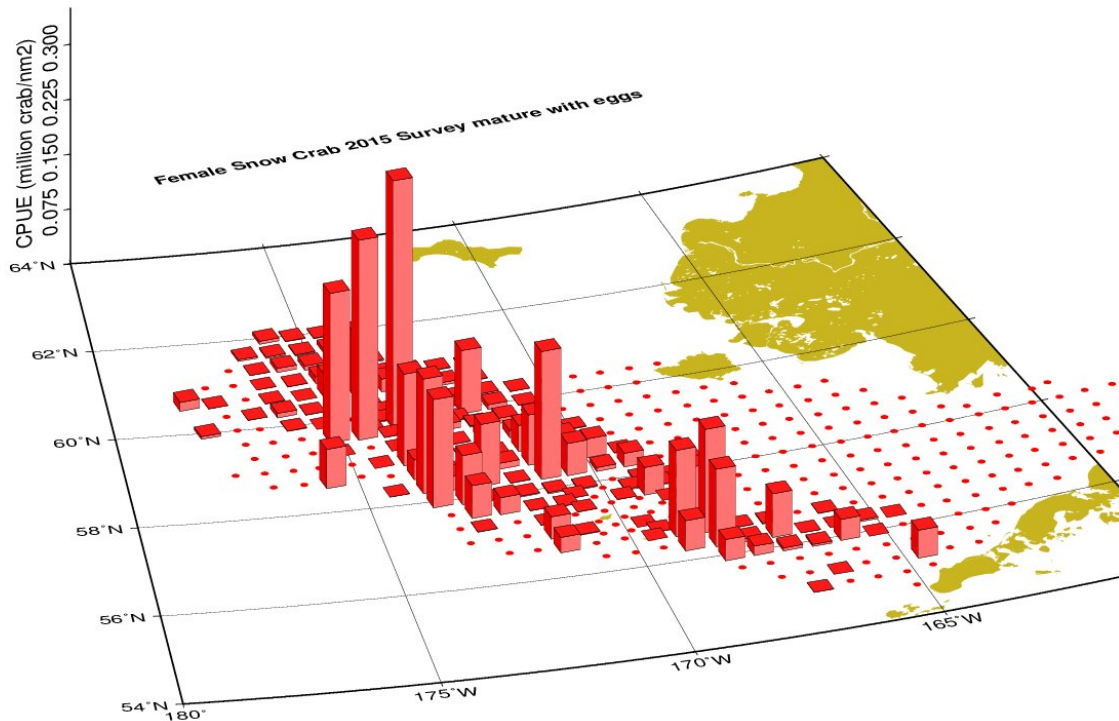 CPUE (million crab/nm2)
0.075 0.150 0.225 0.300
Female Snow Crab 2015 Survey mature with eggs
64°N
62°N
60°N
58°N
56°N
54°N
180°
175°W
170°W
165°W